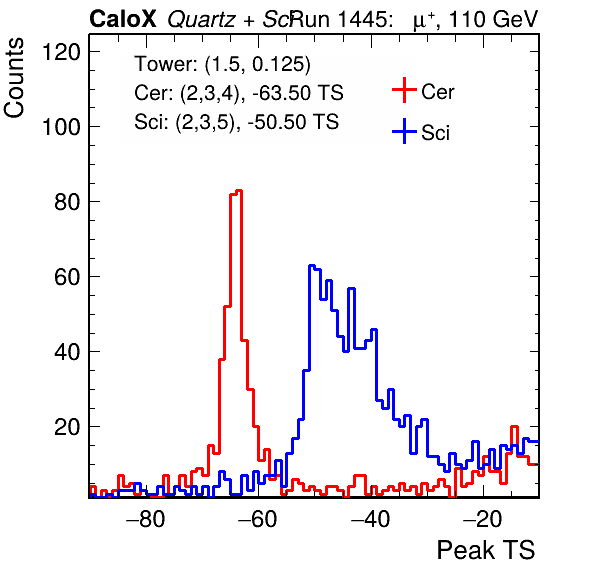 CaloX Quartz + Sci Run 1445: μ⁺, 110 GeV
Counts
Tower: (1.5, 0.125)
Cer: (2,3,4), -63.50 TS
Sci: (2,3,5), -50.50 TS
Cer
Sci
120
100
80
60
40
20
−80 −60 −40 −20
Peak TS